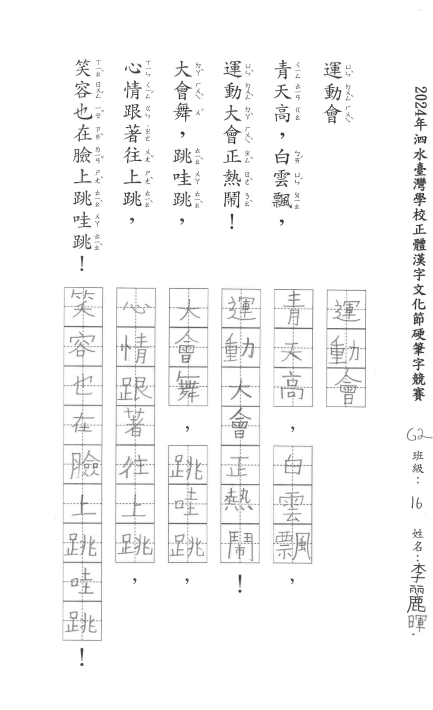 2024年泗水臺灣學校正體漢字文化節硬筆字競賽
G2班級：16 姓名：李麗暉
運動會
青天高，白雲飄，
運動大會正熱鬧！
大會舞，跳哇跳，
心情跟著往上跳，
笑容也在臉上跳哇跳！
運動會
青天高，白雲飄，
運動大會正熱鬧！
大會舞，跳哇跳，
心情跟著往上跳，
笑容也在臉上跳哇跳！